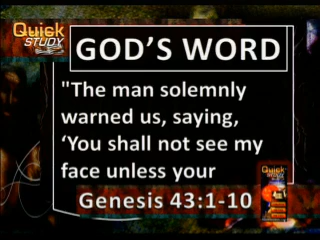 Quick
STUDY
GOD'S WORD
"The man solemnly
warned us, saying,
‘You shall not see my
face unless your
Quick
Genesis 43:1-10